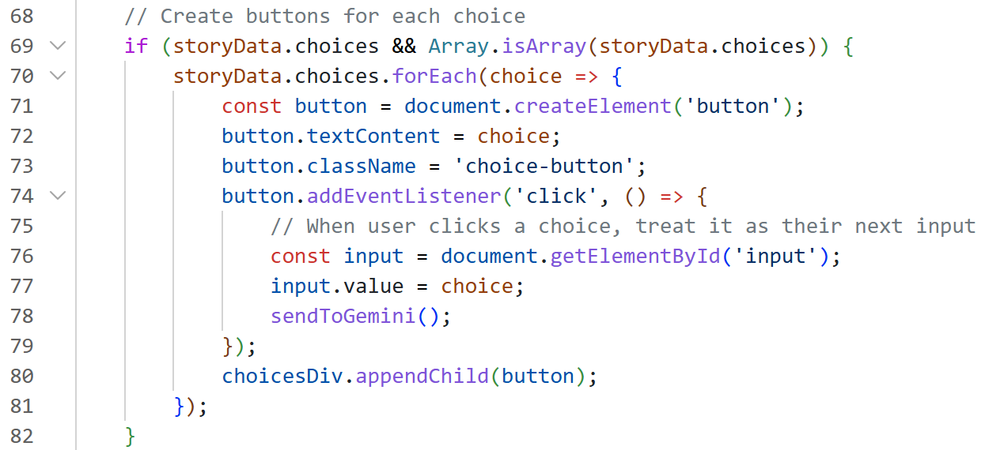 68 // Create buttons for each choice
69 if (storyData.choices && Array.isArray(storyData.choices)) {
70 storyData.choices.forEach(choice => {
71 const button = document.createElement('button');
72 button.textContent = choice;
73 button.className = 'choice-button';
74 button.addEventListener('click', () => {
75 // When user clicks a choice, treat it as their next input
76 const input = document.getElementById('input');
77 input.value = choice;
78 sendToGemini();
79 });
80 choicesDiv.appendChild(button);
81 });
82 }